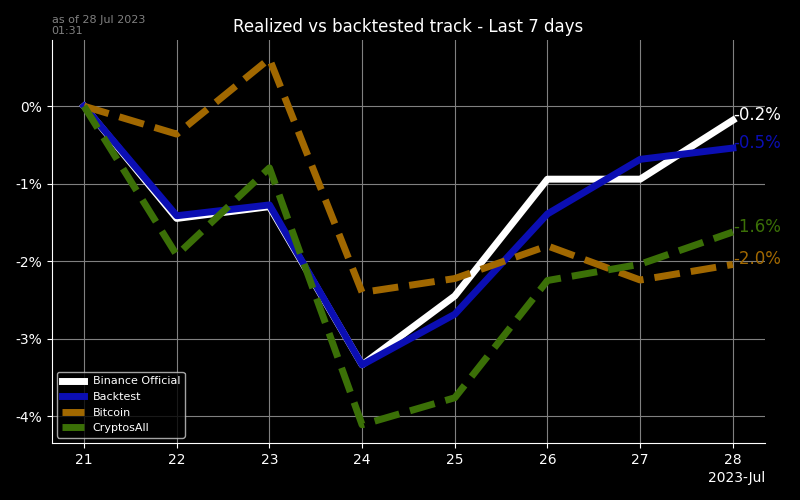 as of 28 Jul 2023
01:31
Realized vs backtested track - Last 7 days
0%
-1%
-2%
-3%
-4%
-0.2%
-0.5%
-1.6%
-2.0%
Binance Official
Backtest
Bitcoin
CryptosAll
21 22 23 24 25 26 27 28
2023-Jul